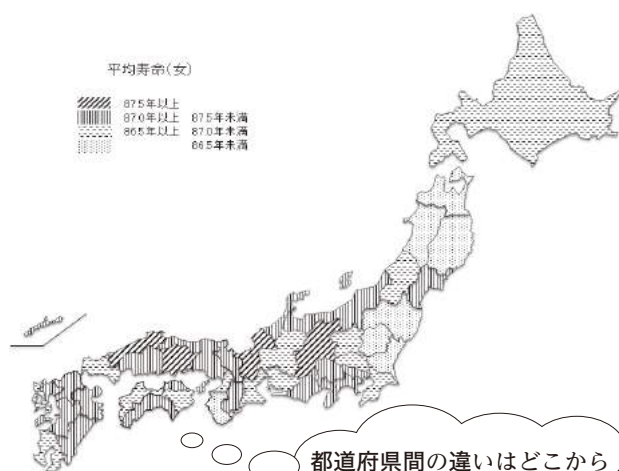 平均寿命(女)
87.5年以上
87.0年以上 87.5年未満
86.5年以上 87.0年未満
86.5年未満
都道府県間の違いはどこから